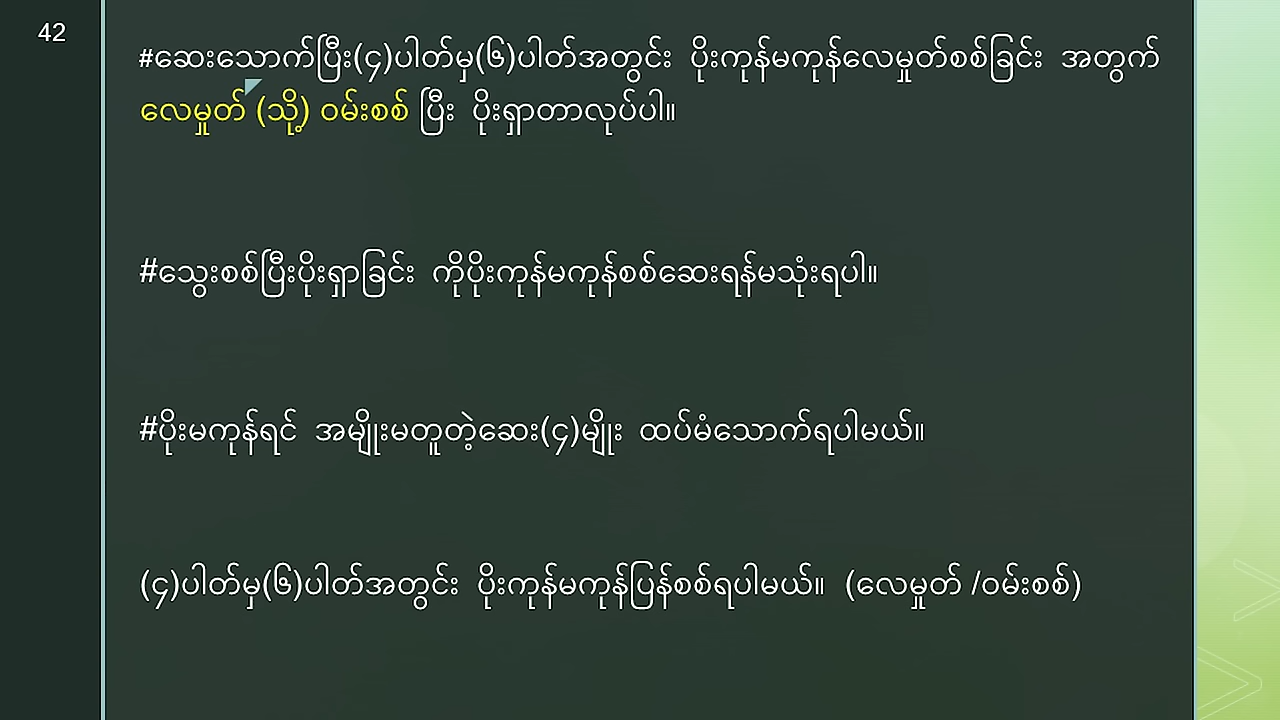 42
#ဆေးသောက်ပြီး(၄)ပါတ်မှ(၆)ပါတ်အတွင်း ပိုးကုန်မကုန်လေမှုတ်စစ်ခြင်း အတွက်
လေမှုတ် (သို့) ဝမ်းစစ် ပြီး ပိုးရှာတာလုပ်ပါ။
#သွေးစစ်ပြီးပိုးရှာခြင်း ကိုပိုးကုန်မကုန်စစ်ဆေးရန်မသုံးရပါ။
#ပိုးမကုန်ရင် အမျိုးမတူတဲ့ဆေး(၄)မျိုး ထပ်မံသောက်ရပါမယ်။
(၄)ပါတ်မှ(၆)ပါတ်အတွင်း ပိုးကုန်မကုန်ပြန်စစ်ရပါမယ်။ (လေမှုတ် /ဝမ်းစစ်)